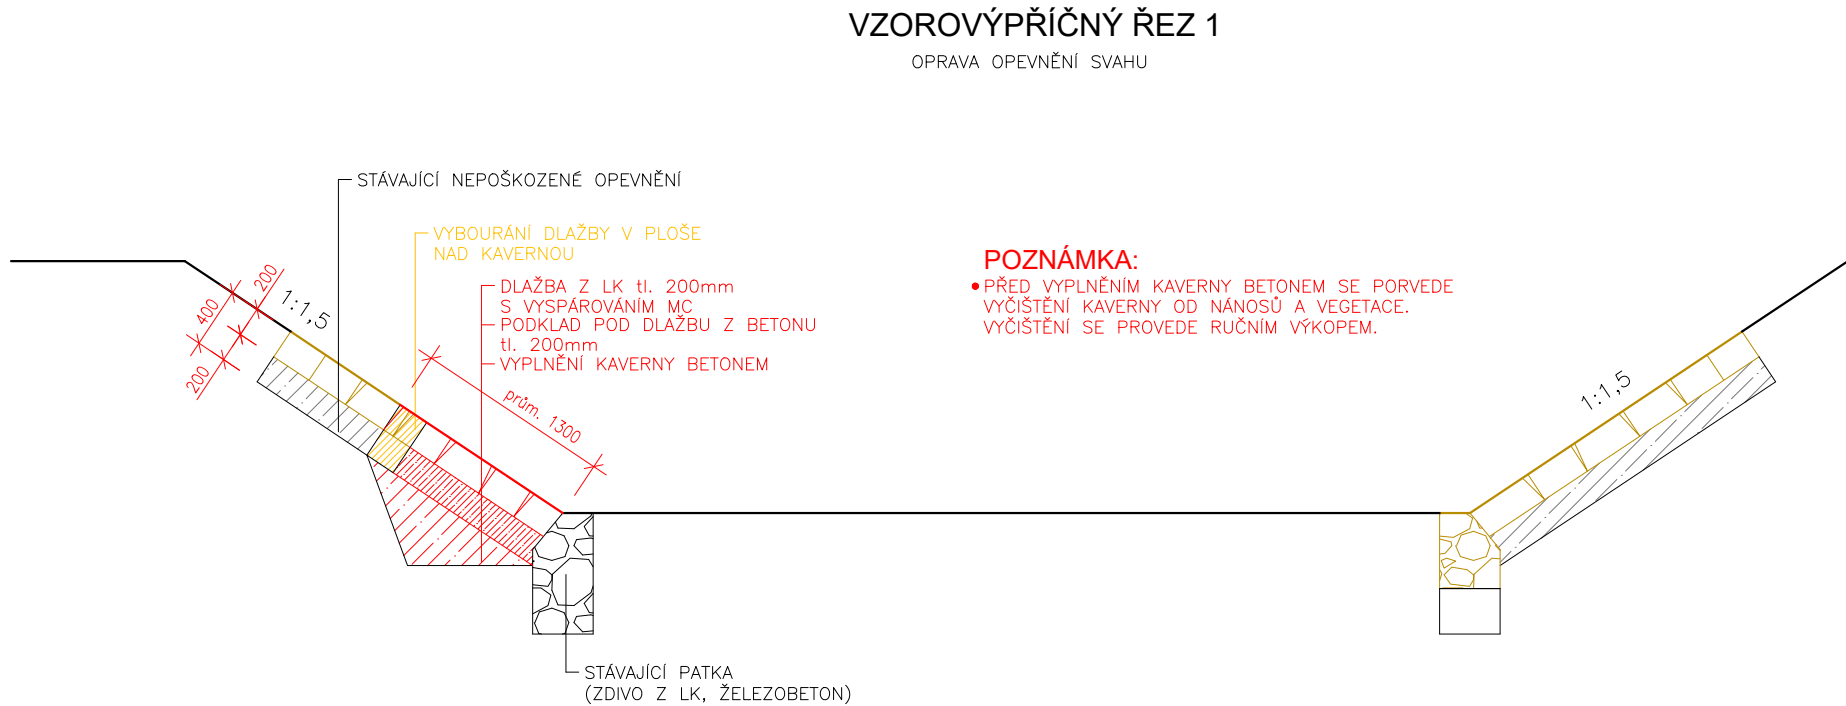 VZOROVÝPŘÍČNÝ ŘEZ 1
OPRAVA OPEVNĚNÍ SVAHU
STÁVAJÍCÍ NEPOŠKOZENÉ OPEVNĚNÍ
VYBOURÁNÍ DLAŽBY V PLOŠE
NAD KAVERNOU
DLAŽBA Z LK tl. 200mm
S VYSPÁROVÁNÍM MC
PODKLAD POD DLAŽBU Z BETONU
tl. 200mm
VYPLNĚNÍ KAVERNY BETONEM
POZNÁMKA:
• PŘED VYPLNĚNÍM KAVERNY BETONEM SE PORVEDE
VYČIŠTĚNÍ KAVERNY OD NÁNOSŮ A VEGETACE.
VYČIŠTĚNÍ SE PROVEDE RUČNÍM VÝKOPEM.
200
400
200
1:1,5
prům. 1300
1:1,5
STÁVAJÍCÍ PATKA
(ZDIVO Z LK, ŽELEZOBETON)